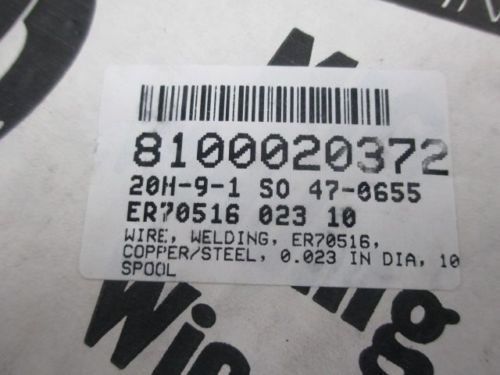 8100020372
20H-9-1 SO 47-0655
ER70516 023 10
WIRE, WELDING, ER70516,
COPPER/STEEL, 0.023 IN DIA, 10
SPOOL